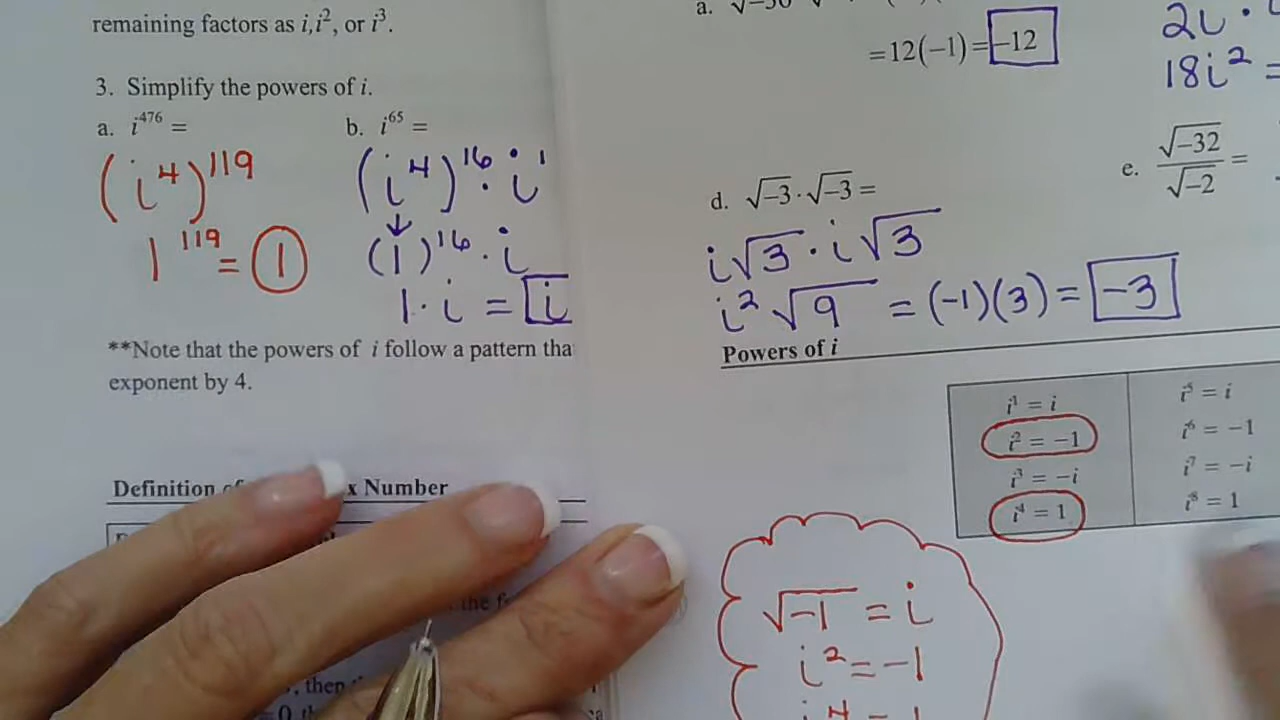 remaining factors as i, i², or i³.
3. Simplify the powers of i.
a. i⁴⁷⁶ =
b. i⁶⁵ =
(i⁴)¹¹⁹
(i⁴)¹⁶ · i¹
1¹¹⁹ = 1
(1)¹⁶ · i
1 · i = i
**Note that the powers of i follow a pattern tha
exponent by 4.
Definition of x Number
the f
, then
a.
= 12(−1) = −12
2i ·
18i² =
d. √−3 · √−3 =
e. √−32 / √−2 =
i√3 · i√3
i²√9 = (−1)(3) = −3
Powers of i
i¹ = i
i⁵ = i
i² = −1
i⁶ = −1
i³ = −i
i⁷ = −i
i⁴ = 1
i⁸ = 1
√−1 = i
i² = −1